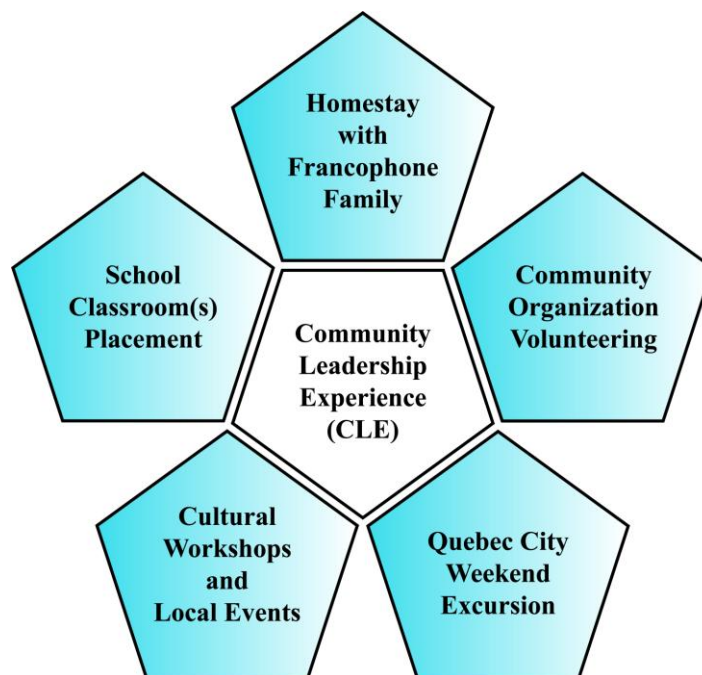 Homestay
with
Francophone
Family
School
Classroom(s)
Placement
Community
Organization
Volunteering
Community
Leadership
Experience
(CLE)
Cultural
Workshops
and
Local Events
Quebec City
Weekend
Excursion